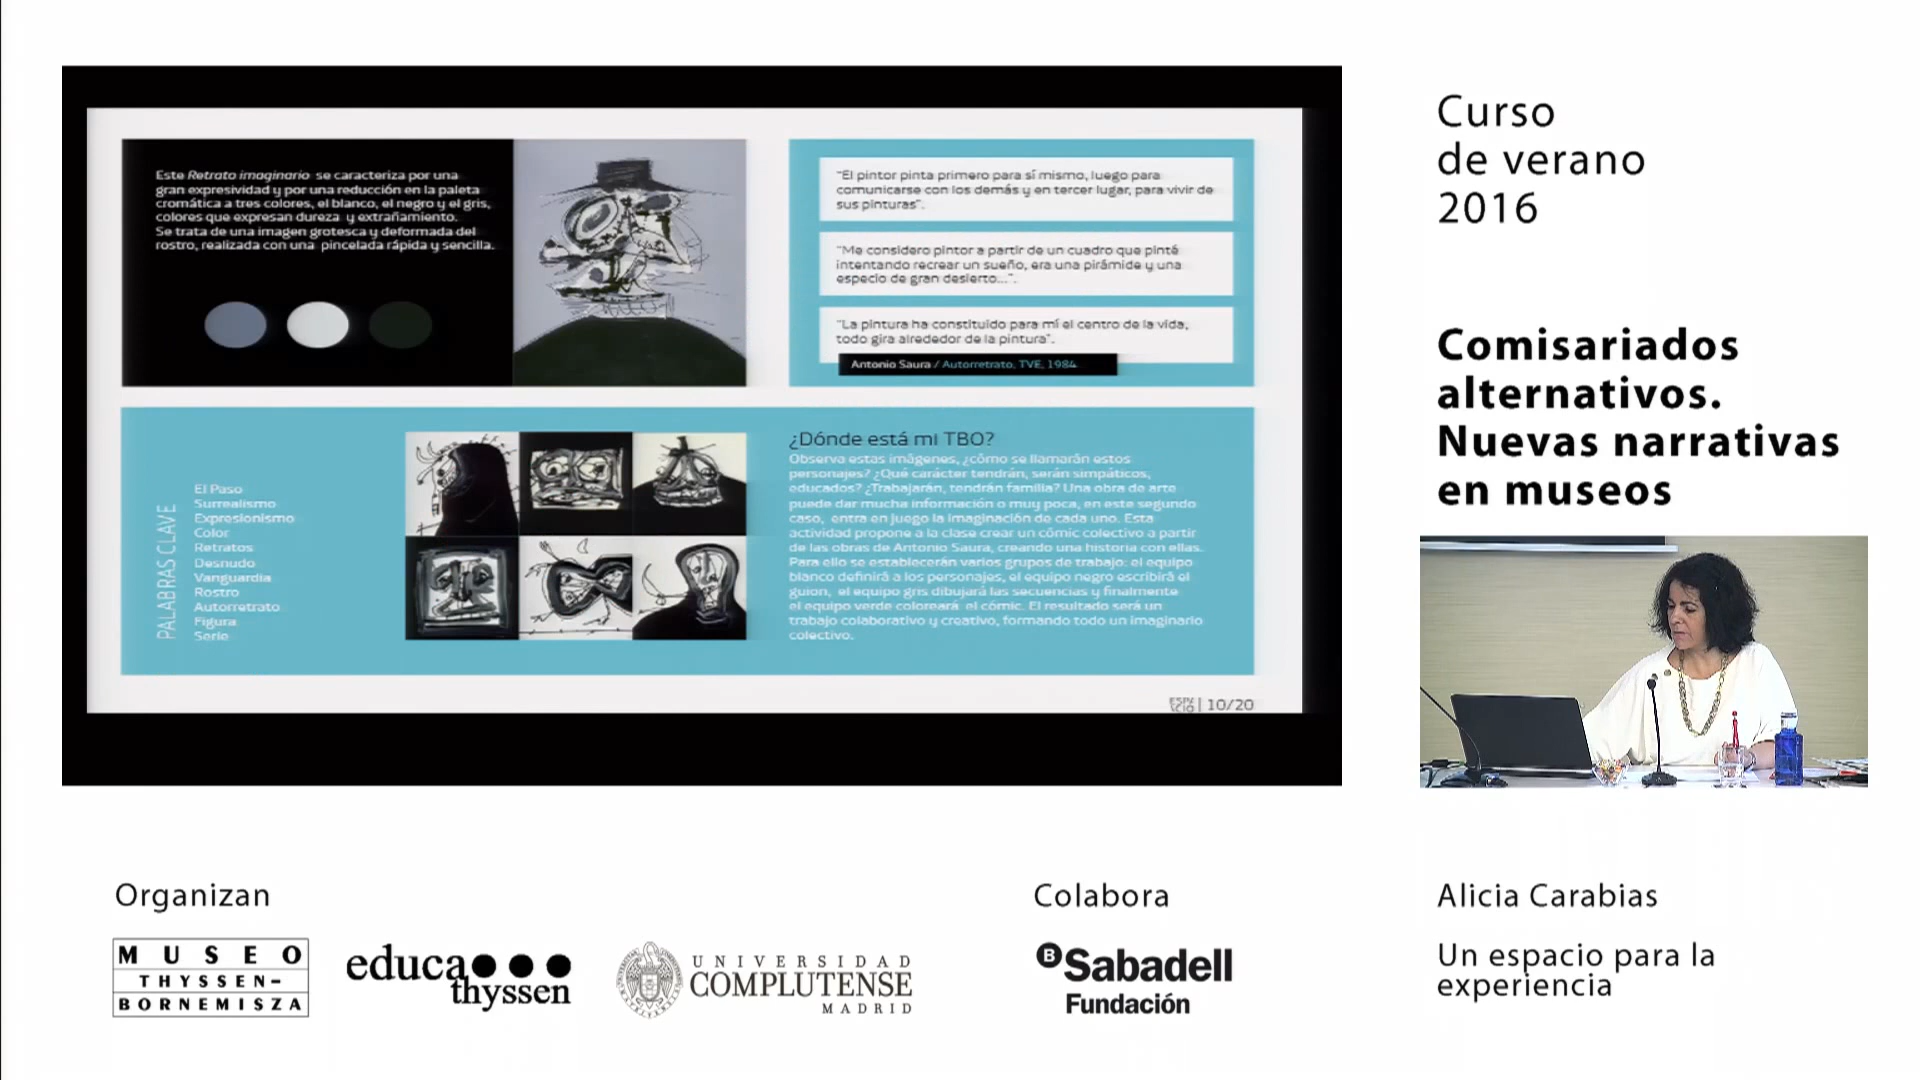 Este Retrato imaginario se caracteriza por una
gran expresividad y por una reducción en la paleta
cromática a tres colores, el blanco, el negro y el gris,
colores que expresan dureza y extrañamiento.
Se trata de una imagen grotesca y deformada del
rostro, realizada con una pincelada rápida y sencilla.
"El pintor pinta primero para sí mismo, luego para
comunicarse con los demás y en tercer lugar, para vivir de
sus pinturas".
"Me considero pintor a partir de un cuadro que pinté
intentando recrear un sueño, era una pirámide y una
especie de gran desierto...".
"La pintura ha constituido para mí el centro de la vida,
todo gira alrededor de la pintura".
Antonio Saura / Autorretrato, TVE, 1984
PALABRAS CLAVE
El Paso
Surrealismo
Expresionismo
Color
Retratos
Desnudo
Vanguardia
Rostro
Autorretrato
Figura
Serie
¿Dónde está mi TBO?
Observa estas imágenes, ¿cómo se llamarán estos
personajes? ¿Qué carácter tendrán, serán simpáticos,
educados? ¿Trabajarán, tendrán familia? Una obra de arte
puede dar mucha información o muy poca, en este segundo
caso, entra en juego la imaginación de cada uno. Esta
actividad propone a la clase crear un cómic colectivo a partir
de las obras de Antonio Saura, creando una historia con ellas.
Para ello se establecerán varios grupos de trabajo: el equipo
blanco definirá a los personajes, el equipo negro escribirá el
guion, el equipo gris dibujará las secuencias y finalmente
el equipo verde coloreará el cómic. El resultado será un
trabajo colaborativo y creativo, formando todo un imaginario
colectivo.
ESPACIO | 10/20
Curso
de verano
2016
Comisariados
alternativos.
Nuevas narrativas
en museos
Organizan
MUSEO
THYSSEN-
BORNEMISZA
educa
thyssen
UNIVERSIDAD
COMPLUTENSE
MADRID
Colabora
B Sabadell
Fundación
Alicia Carabias
Un espacio para la
experiencia